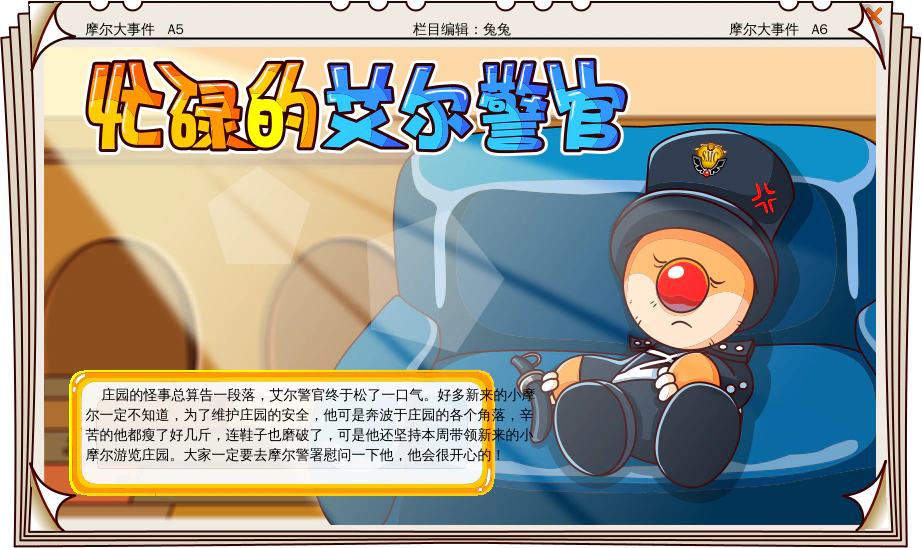 摩尔大事件 A5
栏目编辑：兔兔
摩尔大事件 A6
忙碌的艾尔警官
SMC
庄园的怪事总算告一段落，艾尔警官终于松了一口气。好多新来的小摩
尔一定不知道，为了维护庄园的安全，他可是奔波于庄园的各个角落，辛
苦的他都瘦了好几斤，连鞋子也磨破了，可是他还坚持本周带领新来的小
摩尔游览庄园。大家一定要去摩尔警署慰问一下他，他会很开心的！